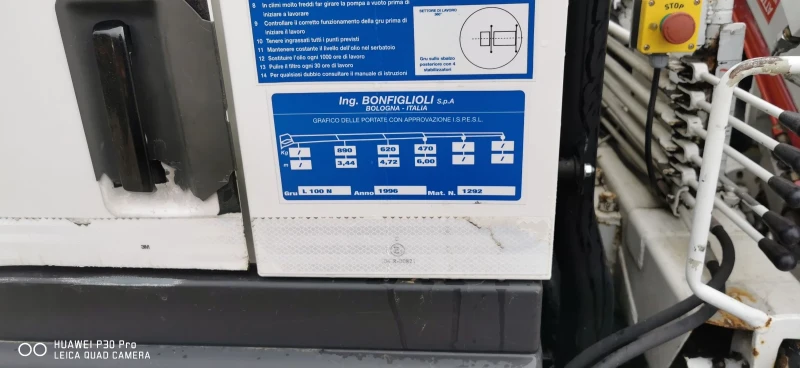 8 In climi molto freddi far girare la pompa a vuoto prima di
iniziare a lavorare
9 Controllare il corretto funzionamento della gru prima di
iniziare il lavoro
10 Tenere ingrassati tutti i punti previsti
11 Mantenere costante il livello dell'olio nel serbatoio
12 Sostituire l'olio ogni 1000 ore di lavoro
13 Pulire il filtro ogni 30 ore di lavoro
14 Per qualsiasi dubbio consultare il manuale di istruzioni
SETTORE DI LAVORO
360°
Gru sullo sbalzo
posteriore con 4
stabilizzatori
STOP
Ing. BONFIGLIOLI S.p.A
BOLOGNA - ITALIA
GRAFICO DELLE PORTATE CON APPROVAZIONE I.S.P.E.S.L.
Kg / 890 620 470 / /
m / 3,44 4,72 6,00 / /
Gru L 100 N Anno 1996 Mat. N. 1292
HUAWEI P30 Pro
LEICA QUAD CAMERA